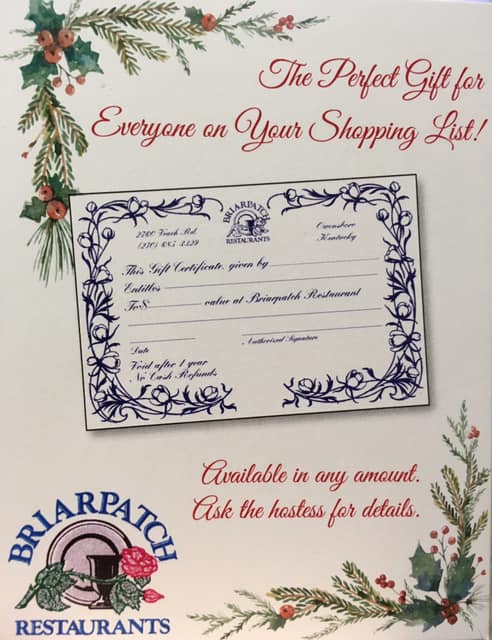 The Perfect Gift for
Everyone on Your Shopping List!
BRIARPATCH
RESTAURANTS
2760 Veach Rd.
Owensboro
Kentucky
This Gift Certificate, given by
Entitles
To $ value at Briarpatch Restaurant
Date
Authorized Signature
Void after 1 year
No Cash Refunds
Available in any amount.
Ask the hostess for details.
BRIARPATCH
RESTAURANTS